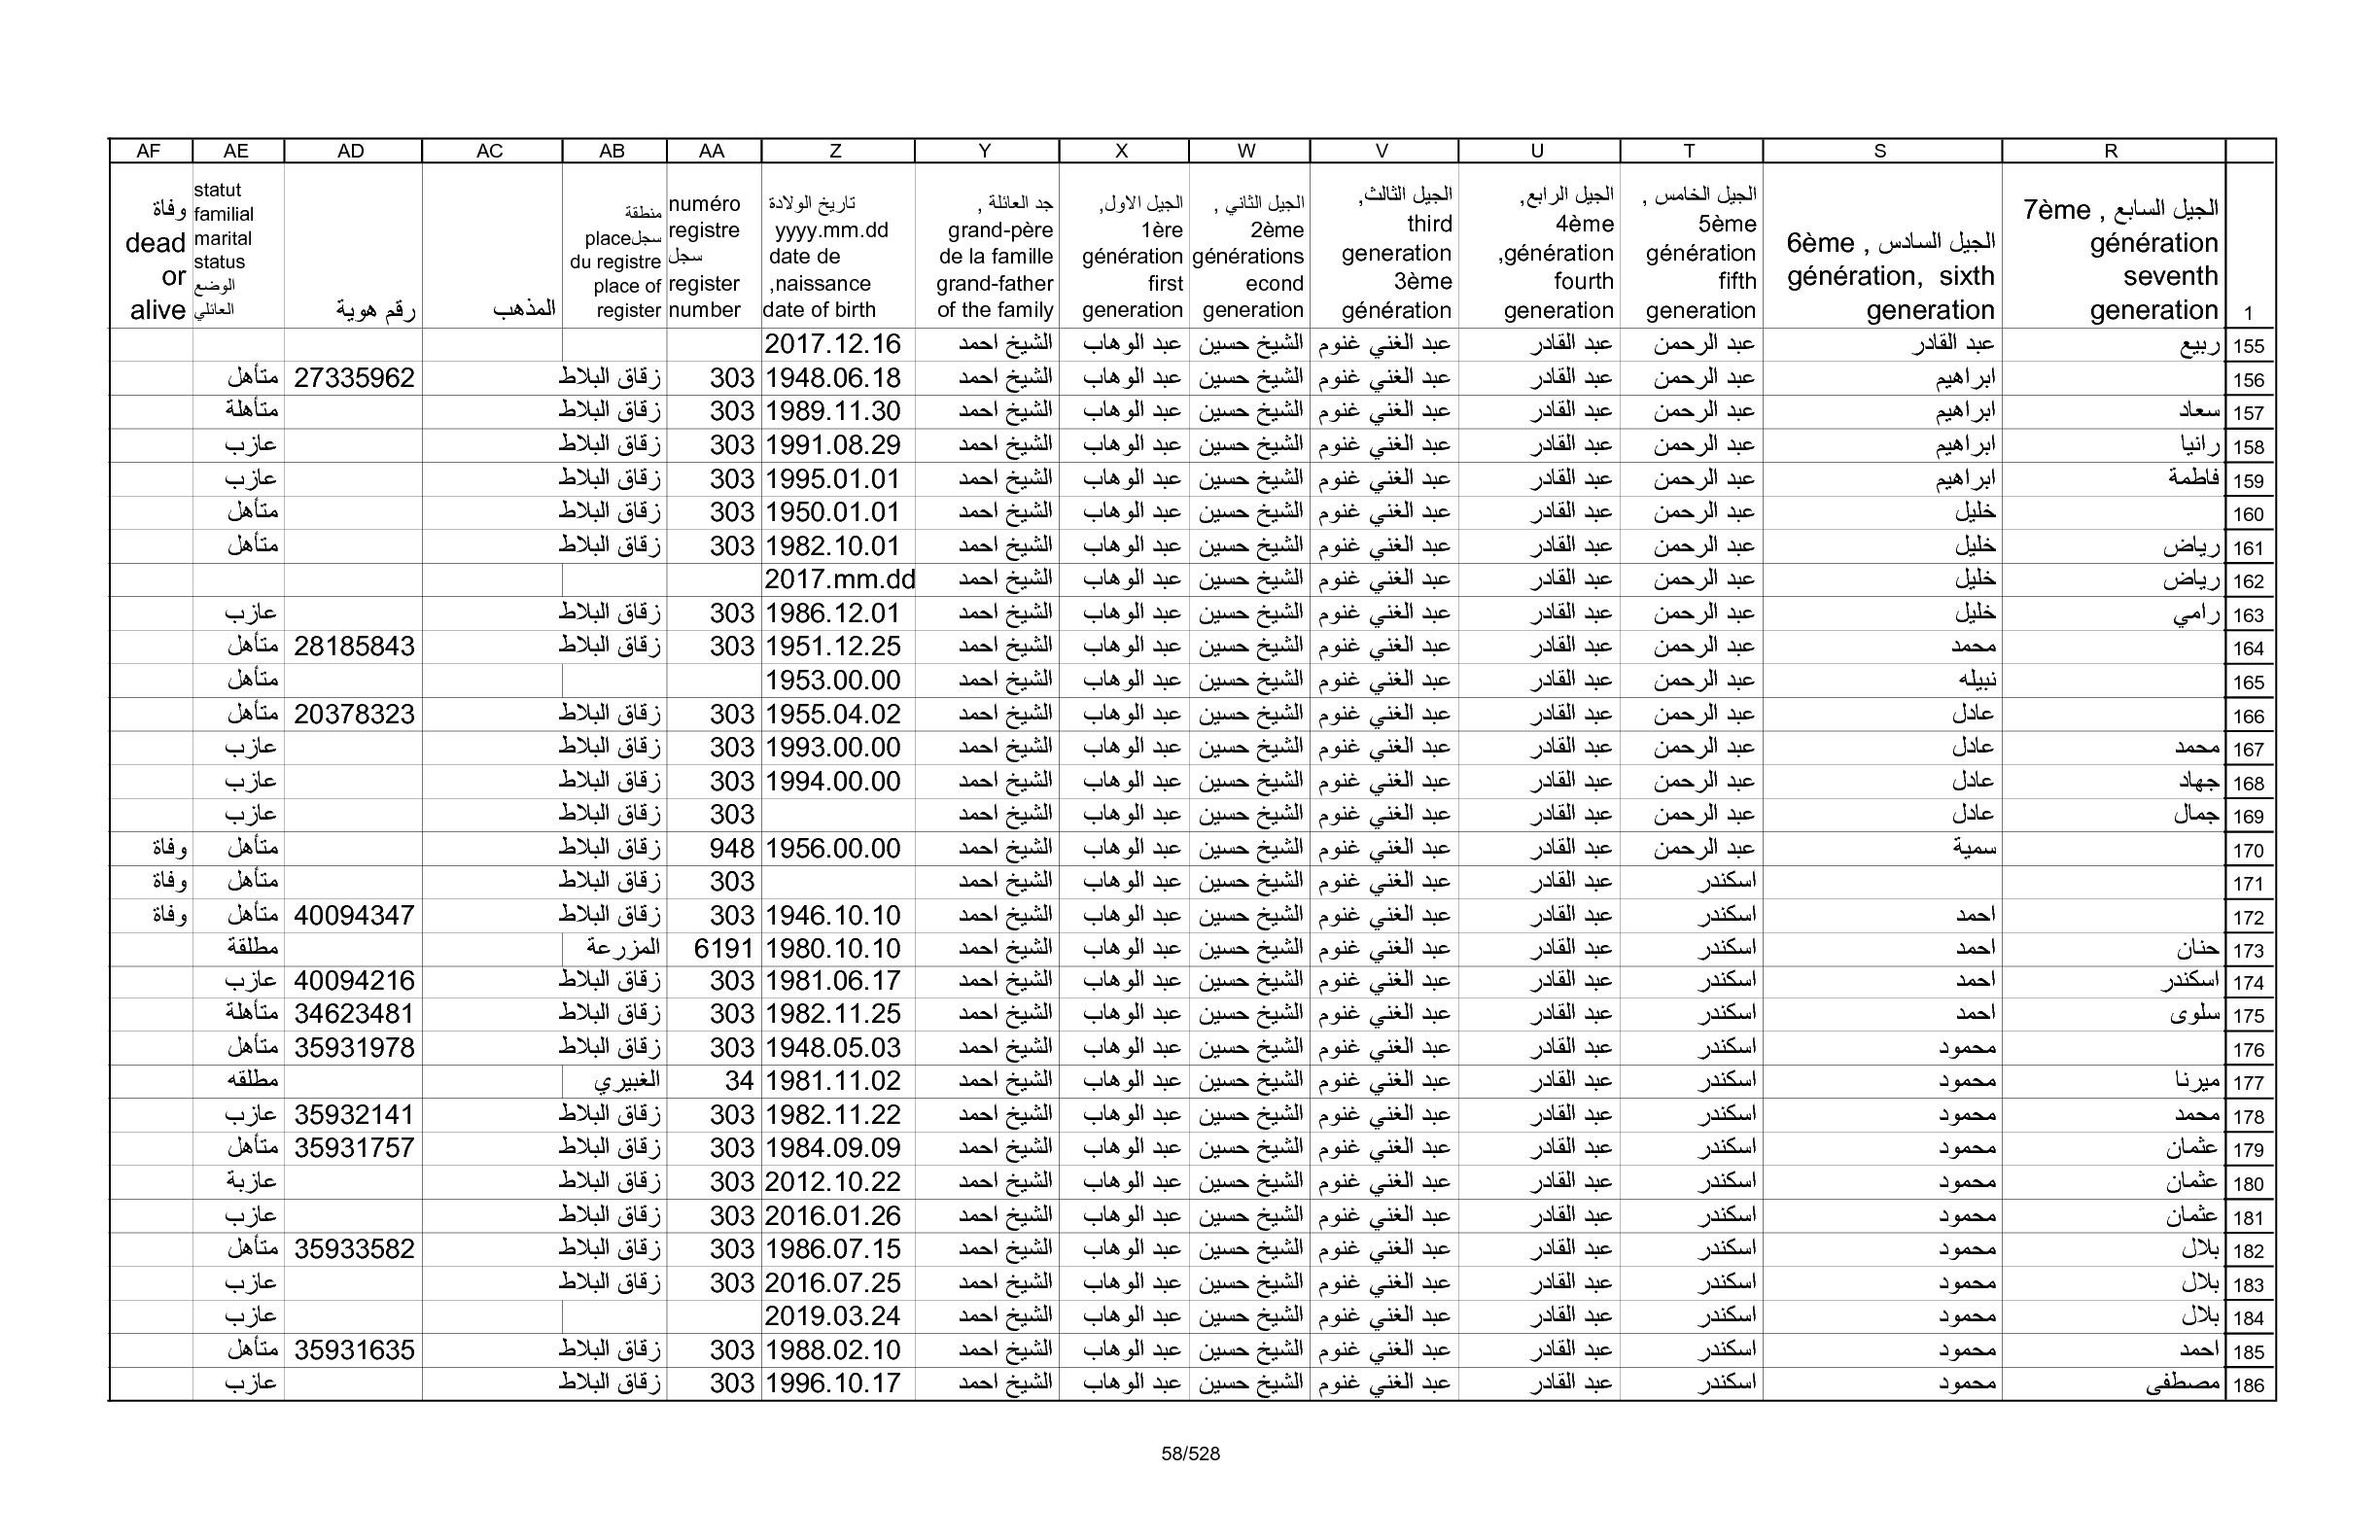 AF AE AD AC AB AA Z Y X W V U T S R
1 الجيل السابع , 7ème génération seventh generation الجيل السادس , 6ème génération, sixth generation الجيل الخامس , 5ème génération fifth generation الجيل الرابع, 4ème génération, fourth generation الجيل الثالث, third generation 3ème génération الجيل الثاني , 2ème générations econd generation الجيل الاول, 1ère génération first generation جد العائلة , grand-père de la famille grand-father of the family تاريخ الولادة yyyy.mm.dd date de naissance, date of birth numéro registre سجل register number منطقة سجل place du registre place of register المذهب رقم هوية statut familial marital status الوضع العائلي وفاة dead or alive
155 ربيع عبد القادر عبد الرحمن عبد القادر عبد الغني غنوم الشيخ حسين عبد الوهاب الشيخ احمد 2017.12.16
156 ابراهيم عبد الرحمن عبد القادر عبد الغني غنوم الشيخ حسين عبد الوهاب الشيخ احمد 1948.06.18 303 زقاق البلاط 27335962 متأهل
157 سعاد ابراهيم عبد الرحمن عبد القادر عبد الغني غنوم الشيخ حسين عبد الوهاب الشيخ احمد 1989.11.30 303 زقاق البلاط متأهلة
158 رانيا ابراهيم عبد الرحمن عبد القادر عبد الغني غنوم الشيخ حسين عبد الوهاب الشيخ احمد 1991.08.29 303 زقاق البلاط عازب
159 فاطمة ابراهيم عبد الرحمن عبد القادر عبد الغني غنوم الشيخ حسين عبد الوهاب الشيخ احمد 1995.01.01 303 زقاق البلاط عازب
160 خليل عبد الرحمن عبد القادر عبد الغني غنوم الشيخ حسين عبد الوهاب الشيخ احمد 1950.01.01 303 زقاق البلاط متأهل
161 رياض خليل عبد الرحمن عبد القادر عبد الغني غنوم الشيخ حسين عبد الوهاب الشيخ احمد 1982.10.01 303 زقاق البلاط متأهل
162 رياض خليل عبد الرحمن عبد القادر عبد الغني غنوم الشيخ حسين عبد الوهاب الشيخ احمد 2017.mm.dd
163 رامي خليل عبد الرحمن عبد القادر عبد الغني غنوم الشيخ حسين عبد الوهاب الشيخ احمد 1986.12.01 303 زقاق البلاط عازب
164 محمد عبد الرحمن عبد القادر عبد الغني غنوم الشيخ حسين عبد الوهاب الشيخ احمد 1951.12.25 303 زقاق البلاط 28185843 متأهل
165 نبيله عبد الرحمن عبد القادر عبد الغني غنوم الشيخ حسين عبد الوهاب الشيخ احمد 1953.00.00 متأهل
166 عادل عبد الرحمن عبد القادر عبد الغني غنوم الشيخ حسين عبد الوهاب الشيخ احمد 1955.04.02 303 زقاق البلاط 20378323 متأهل
167 محمد عادل عبد الرحمن عبد القادر عبد الغني غنوم الشيخ حسين عبد الوهاب الشيخ احمد 1993.00.00 303 زقاق البلاط عازب
168 جهاد عادل عبد الرحمن عبد القادر عبد الغني غنوم الشيخ حسين عبد الوهاب الشيخ احمد 1994.00.00 303 زقاق البلاط عازب
169 جمال عادل عبد الرحمن عبد القادر عبد الغني غنوم الشيخ حسين عبد الوهاب الشيخ احمد 303 زقاق البلاط عازب
170 سمية عبد الرحمن عبد القادر عبد الغني غنوم الشيخ حسين عبد الوهاب الشيخ احمد 1956.00.00 948 زقاق البلاط متأهل وفاة
171 اسكندر عبد القادر عبد الغني غنوم الشيخ حسين عبد الوهاب الشيخ احمد 303 زقاق البلاط متأهل وفاة
172 احمد اسكندر عبد القادر عبد الغني غنوم الشيخ حسين عبد الوهاب الشيخ احمد 1946.10.10 303 زقاق البلاط 40094347 متأهل وفاة
173 حنان احمد اسكندر عبد القادر عبد الغني غنوم الشيخ حسين عبد الوهاب الشيخ احمد 1980.10.10 6191 المزرعة مطلقة
174 اسكندر احمد اسكندر عبد القادر عبد الغني غنوم الشيخ حسين عبد الوهاب الشيخ احمد 1981.06.17 303 زقاق البلاط 40094216 عازب
175 سلوى احمد اسكندر عبد القادر عبد الغني غنوم الشيخ حسين عبد الوهاب الشيخ احمد 1982.11.25 303 زقاق البلاط 34623481 متأهلة
176 محمود اسكندر عبد القادر عبد الغني غنوم الشيخ حسين عبد الوهاب الشيخ احمد 1948.05.03 303 زقاق البلاط 35931978 متأهل
177 ميرنا محمود اسكندر عبد القادر عبد الغني غنوم الشيخ حسين عبد الوهاب الشيخ احمد 1981.11.02 34 الغبيري مطلقه
178 محمد محمود اسكندر عبد القادر عبد الغني غنوم الشيخ حسين عبد الوهاب الشيخ احمد 1982.11.22 303 زقاق البلاط 35932141 عازب
179 عثمان محمود اسكندر عبد القادر عبد الغني غنوم الشيخ حسين عبد الوهاب الشيخ احمد 1984.09.09 303 زقاق البلاط 35931757 متأهل
180 عثمان محمود اسكندر عبد القادر عبد الغني غنوم الشيخ حسين عبد الوهاب الشيخ احمد 2012.10.22 303 زقاق البلاط عازبة
181 عثمان محمود اسكندر عبد القادر عبد الغني غنوم الشيخ حسين عبد الوهاب الشيخ احمد 2016.01.26 303 زقاق البلاط عازب
182 بلال محمود اسكندر عبد القادر عبد الغني غنوم الشيخ حسين عبد الوهاب الشيخ احمد 1986.07.15 303 زقاق البلاط 35933582 متأهل
183 بلال محمود اسكندر عبد القادر عبد الغني غنوم الشيخ حسين عبد الوهاب الشيخ احمد 2016.07.25 303 زقاق البلاط عازب
184 بلال محمود اسكندر عبد القادر عبد الغني غنوم الشيخ حسين عبد الوهاب الشيخ احمد 2019.03.24 عازب
185 احمد محمود اسكندر عبد القادر عبد الغني غنوم الشيخ حسين عبد الوهاب الشيخ احمد 1988.02.10 303 زقاق البلاط 35931635 متأهل
186 مصطفى محمود اسكندر عبد القادر عبد الغني غنوم الشيخ حسين عبد الوهاب الشيخ احمد 1996.10.17 303 زقاق البلاط عازب
58/528